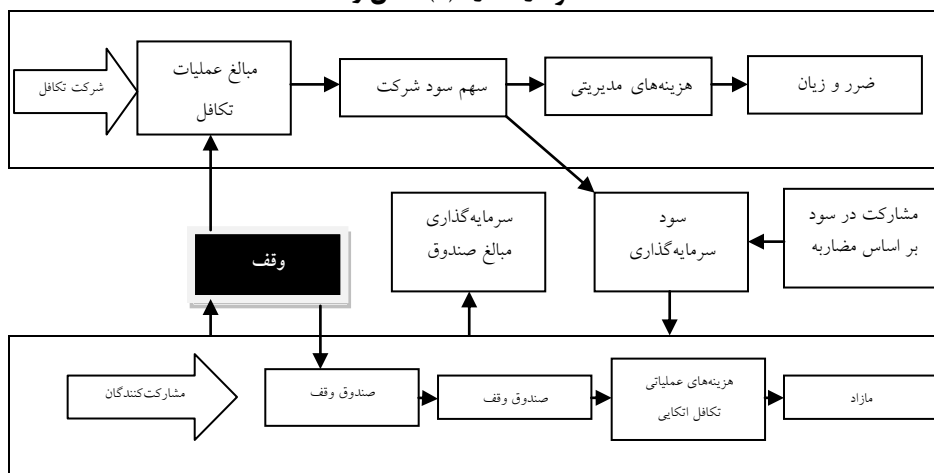 شرکت تکافل
مبالغ عملیات
تکافل
سهم سود شرکت
هزینه‌های مدیریتی
ضرر و زیان
وقف
سرمایه‌گذاری
مبالغ صندوق
سود
سرمایه‌گذاری
مشارکت در سود
بر اساس مضاربه
مشارکت‌کنندگان
صندوق وقف
صندوق وقف
هزینه‌های عملیاتی
تکافل اتکایی
مازاد